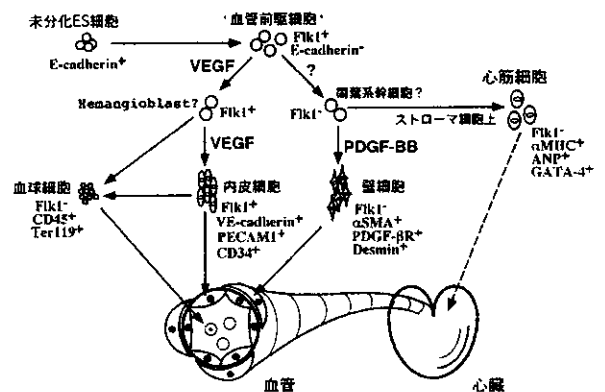 未分化ES細胞
E-cadherin⁺
血管前駆細胞
Flk1⁺
E-cadherin⁻
VEGF
?
Hemangioblast?
Flk1⁺
Flk1⁻
間葉系幹細胞?
ストローマ細胞上
心筋細胞
Flk1⁻
αMHC⁺
ANP⁺
GATA-4⁺
VEGF
PDGF-BB
血球細胞
Flk1⁻
CD45⁺
Ter119⁺
内皮細胞
Flk1⁺
VE-cadherin⁺
PECAM1⁺
CD34⁺
壁細胞
Flk1⁻
αSMA⁺
PDGF-βR⁺
Desmin⁺
血管
心臓